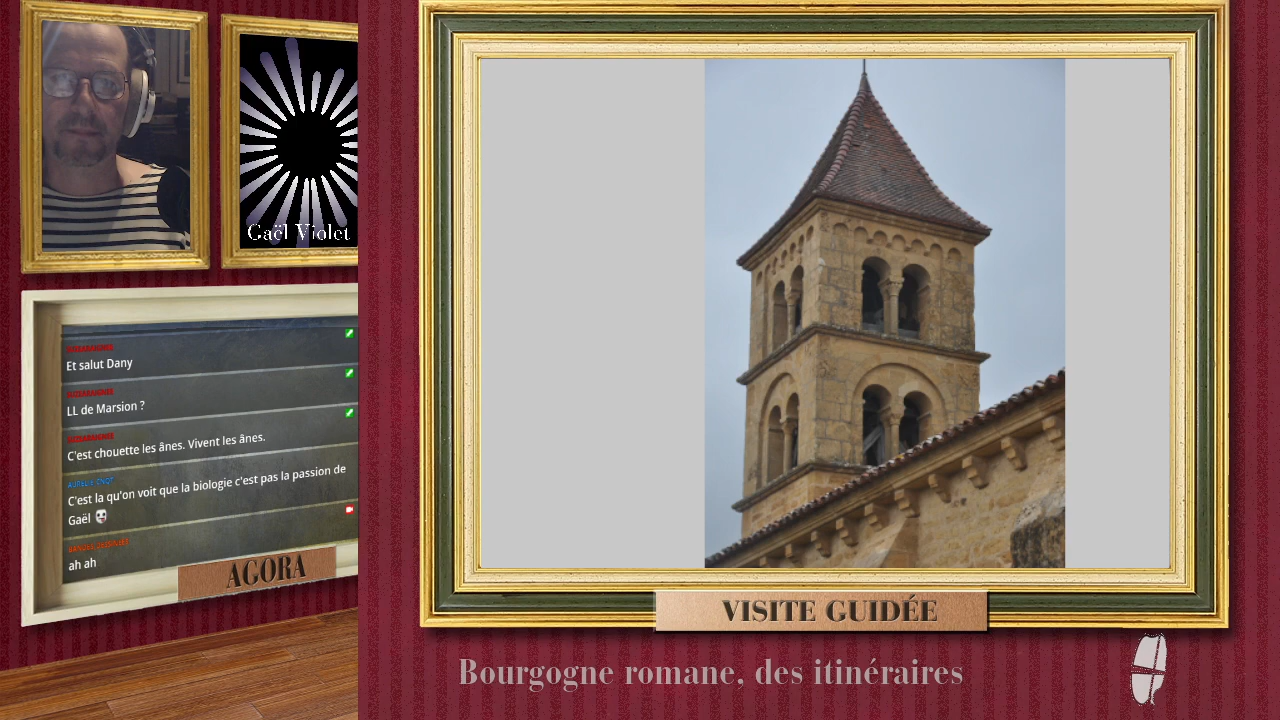 Gaël Violet
Et salut Dany
LL de Marsion ?
C'est chouette les ânes. Vivent les ânes.
C'est la qu'on voit que la biologie c'est pas la passion de
Gaël
ah ah
AGORA
VISITE GUIDÉE
Bourgogne romane, des itinéraires